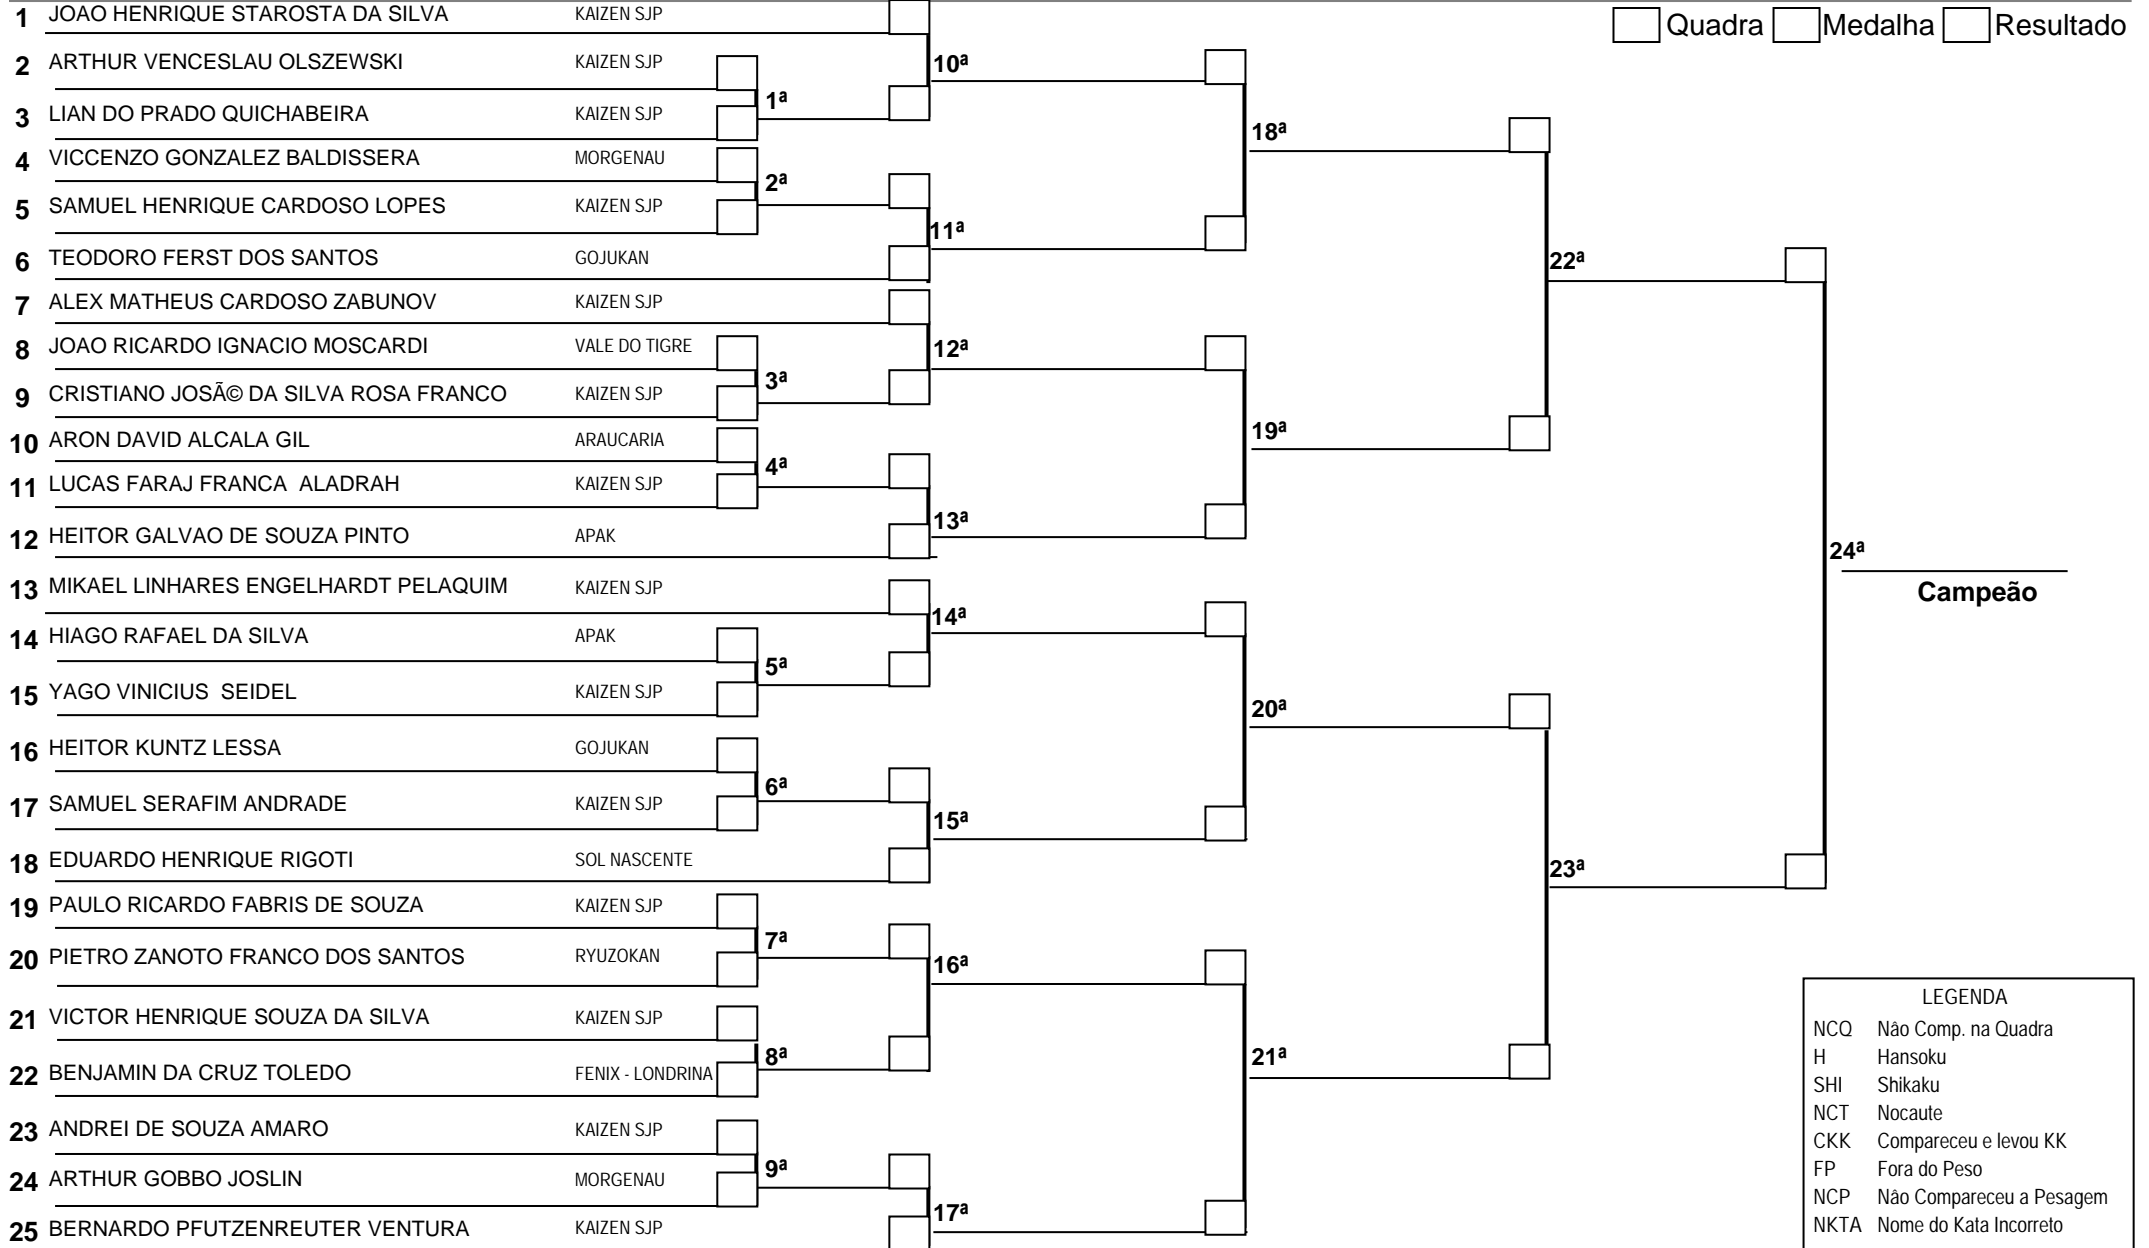 Quadra Medalha Resultado
1 JOAO HENRIQUE STAROSTA DA SILVA KAIZEN SJP
2 ARTHUR VENCESLAU OLSZEWSKI KAIZEN SJP
10ª
1ª
3 LIAN DO PRADO QUICHABEIRA KAIZEN SJP
18ª
4 VICCENZO GONZALEZ BALDISSERA MORGENAU
2ª
5 SAMUEL HENRIQUE CARDOSO LOPES KAIZEN SJP
11ª
6 TEODORO FERST DOS SANTOS GOJUKAN
22ª
7 ALEX MATHEUS CARDOSO ZABUNOV KAIZEN SJP
8 JOAO RICARDO IGNACIO MOSCARDI VALE DO TIGRE
12ª
3ª
9 CRISTIANO JOSÃ© DA SILVA ROSA FRANCO KAIZEN SJP
19ª
10 ARON DAVID ALCALA GIL ARAUCARIA
4ª
11 LUCAS FARAJ FRANCA  ALADRAH KAIZEN SJP
13ª
12 HEITOR GALVAO DE SOUZA PINTO APAK
24ª
Campeão
13 MIKAEL LINHARES ENGELHARDT PELAQUIM KAIZEN SJP
14ª
14 HIAGO RAFAEL DA SILVA APAK
5ª
15 YAGO VINICIUS  SEIDEL KAIZEN SJP
20ª
16 HEITOR KUNTZ LESSA GOJUKAN
6ª
17 SAMUEL SERAFIM ANDRADE KAIZEN SJP
15ª
18 EDUARDO HENRIQUE RIGOTI SOL NASCENTE
23ª
19 PAULO RICARDO FABRIS DE SOUZA KAIZEN SJP
7ª
20 PIETRO ZANOTO FRANCO DOS SANTOS RYUZOKAN
16ª
21 VICTOR HENRIQUE SOUZA DA SILVA KAIZEN SJP
8ª
21ª
22 BENJAMIN DA CRUZ TOLEDO FENIX - LONDRINA
23 ANDREI DE SOUZA AMARO KAIZEN SJP
9ª
24 ARTHUR GOBBO JOSLIN MORGENAU
17ª
25 BERNARDO PFUTZENREUTER VENTURA KAIZEN SJP
LEGENDA
NCQ Nâo Comp. na Quadra
H Hansoku
SHI Shikaku
NCT Nocaute
CKK Compareceu e levou KK
FP Fora do Peso
NCP Nâo Compareceu a Pesagem
NKTA Nome do Kata Incorreto